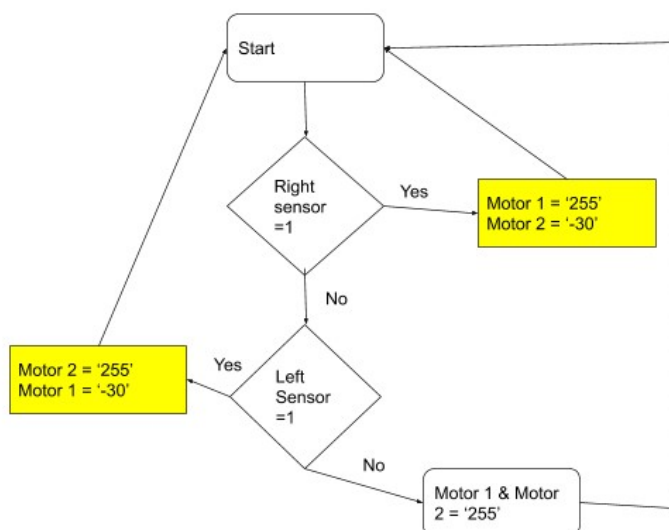 Start
Right
sensor
=1
Yes
Motor 1 = ‘255’
Motor 2 = ‘-30’
No
Motor 2 = ‘255’
Motor 1 = ‘-30’
Yes
Left
Sensor
=1
No
Motor 1 & Motor
2 = ‘255’